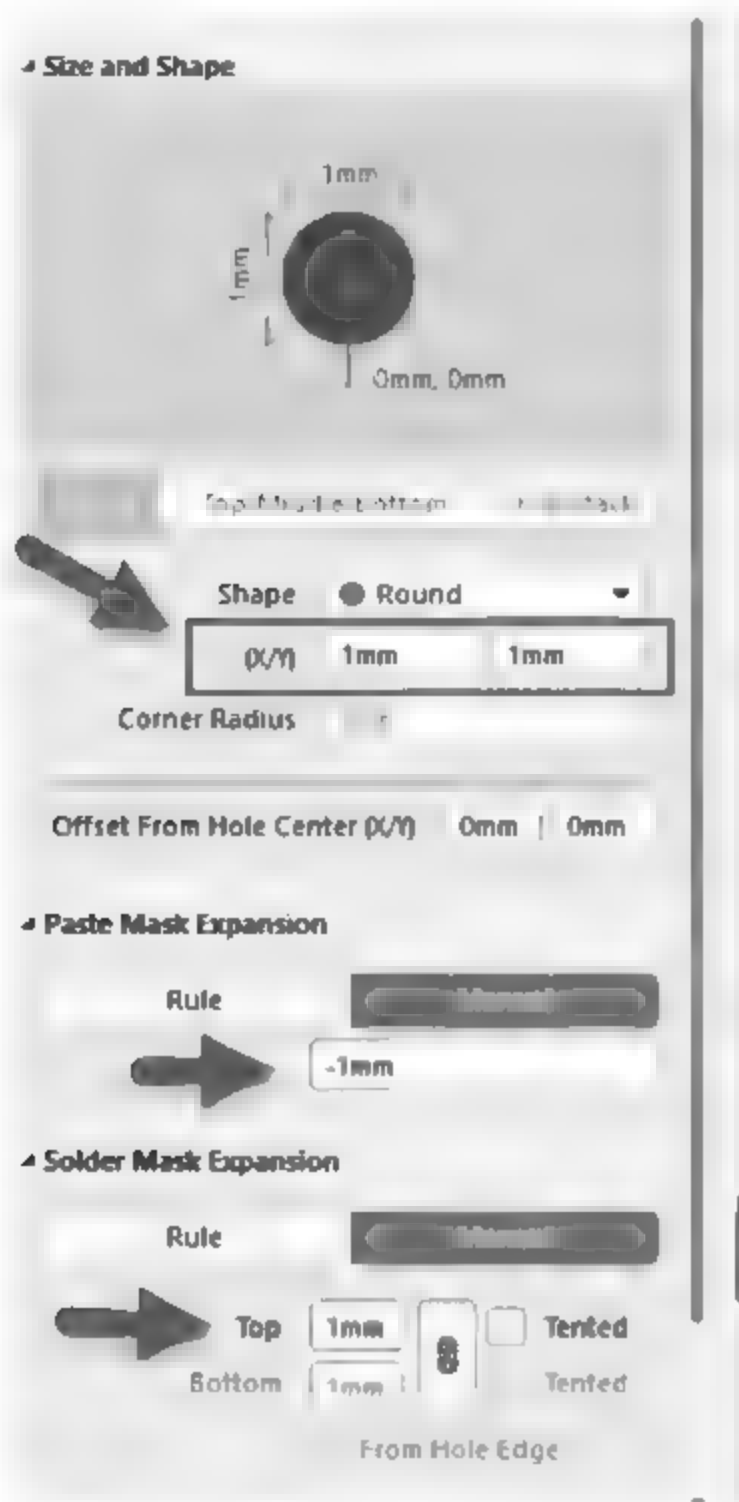 Size and Shape
1mm
1mm
0mm, 0mm
Shape Round
(X/Y) 1mm 1mm
Corner Radius
Offset From Hole Center (X/Y) 0mm 0mm
Paste Mask Expansion
Rule
-1mm
Solder Mask Expansion
Rule
Top 1mm Tented
Bottom 1mm Tented
From Hole Edge